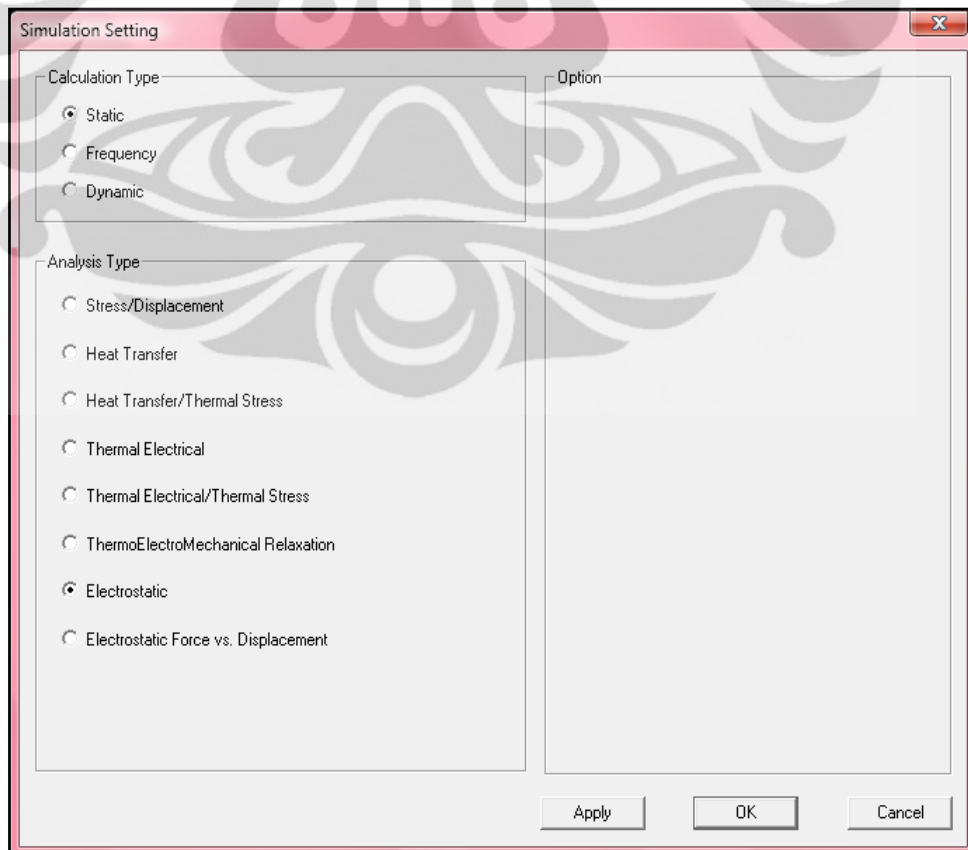 Simulation Setting
Calculation Type
Static
Frequency
Dynamic
Analysis Type
Stress/Displacement
Heat Transfer
Heat Transfer/Thermal Stress
Thermal Electrical
Thermal Electrical/Thermal Stress
ThermoElectroMechanical Relaxation
Electrostatic
Electrostatic Force vs. Displacement
Option
Apply OK Cancel